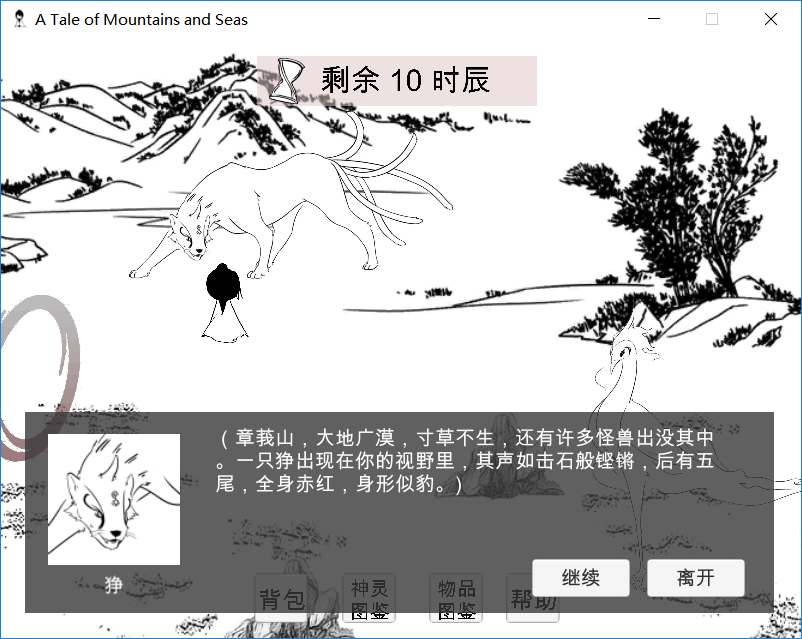 A Tale of Mountains and Seas
剩余 10 时辰
（ 章莪山，大地广漠，寸草不生，还有许多怪兽出没其中
。一只狰出现在你的视野里，其声如击石般铿锵，后有五
尾，全身赤红，身形似豹。)
狰
继续
离开
背包
神灵
图鉴
物品
图鉴
帮助